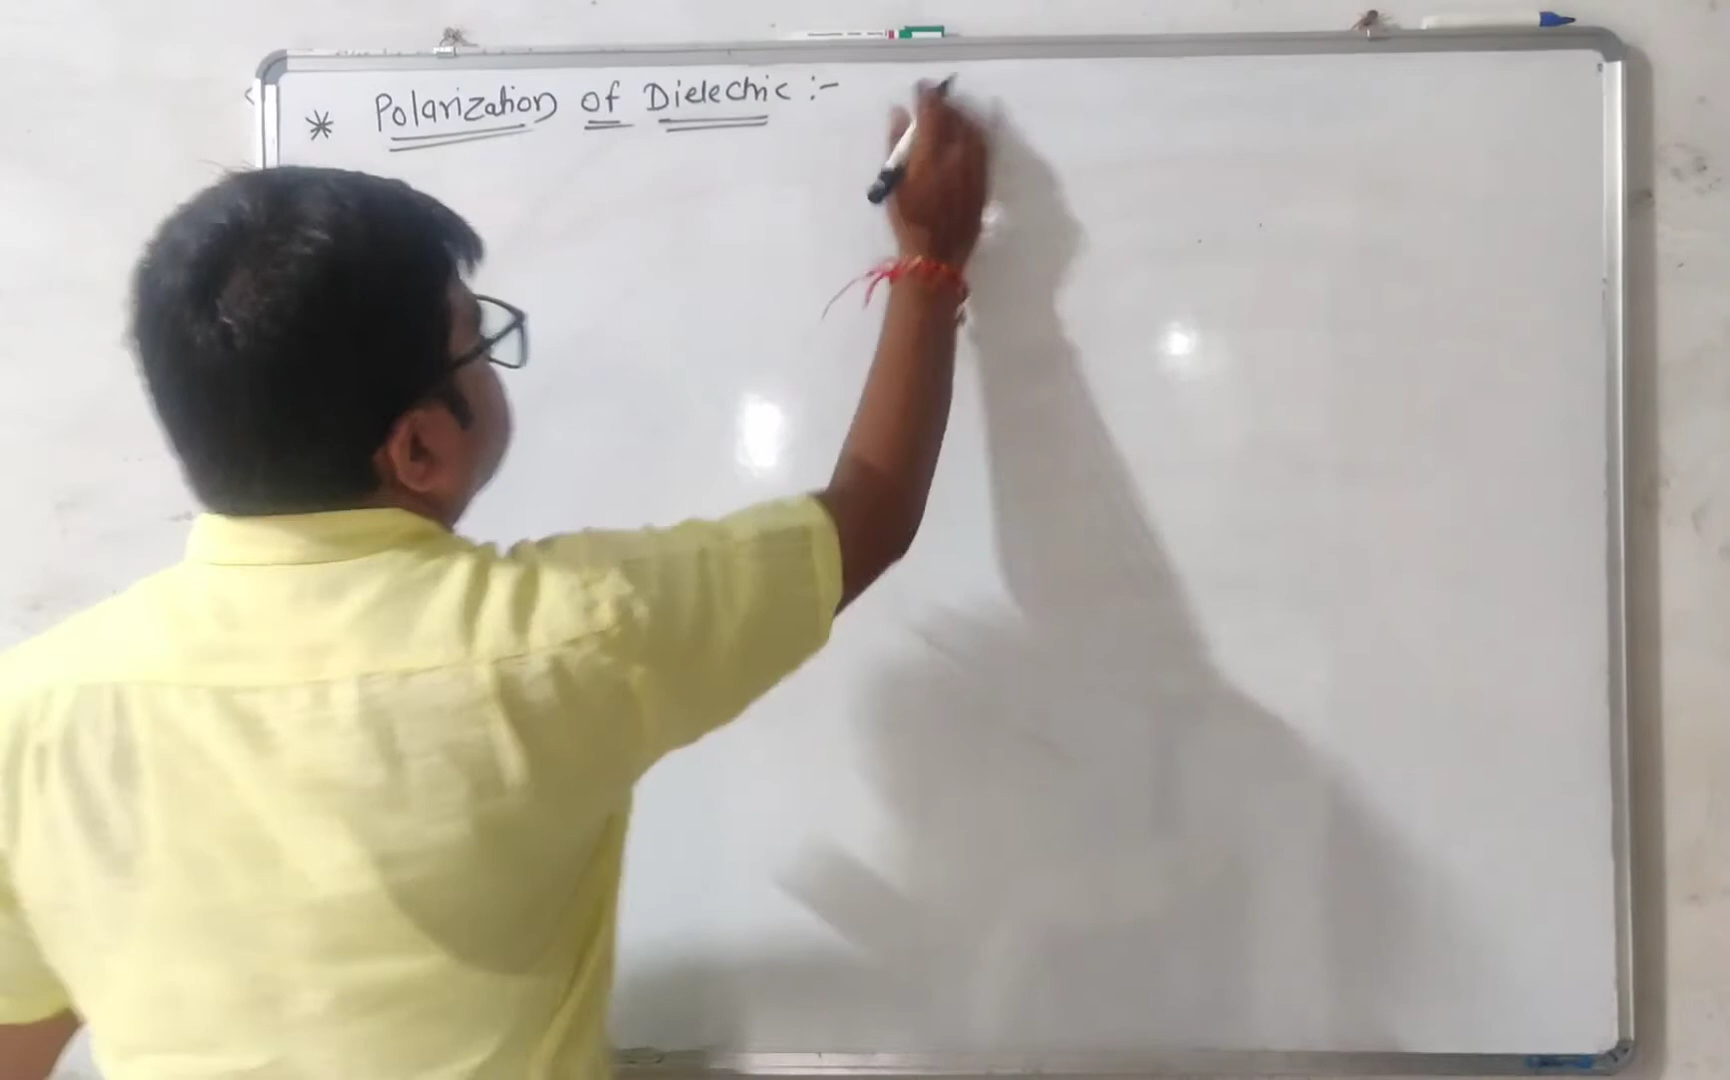 * Polarization of Dielectric :-